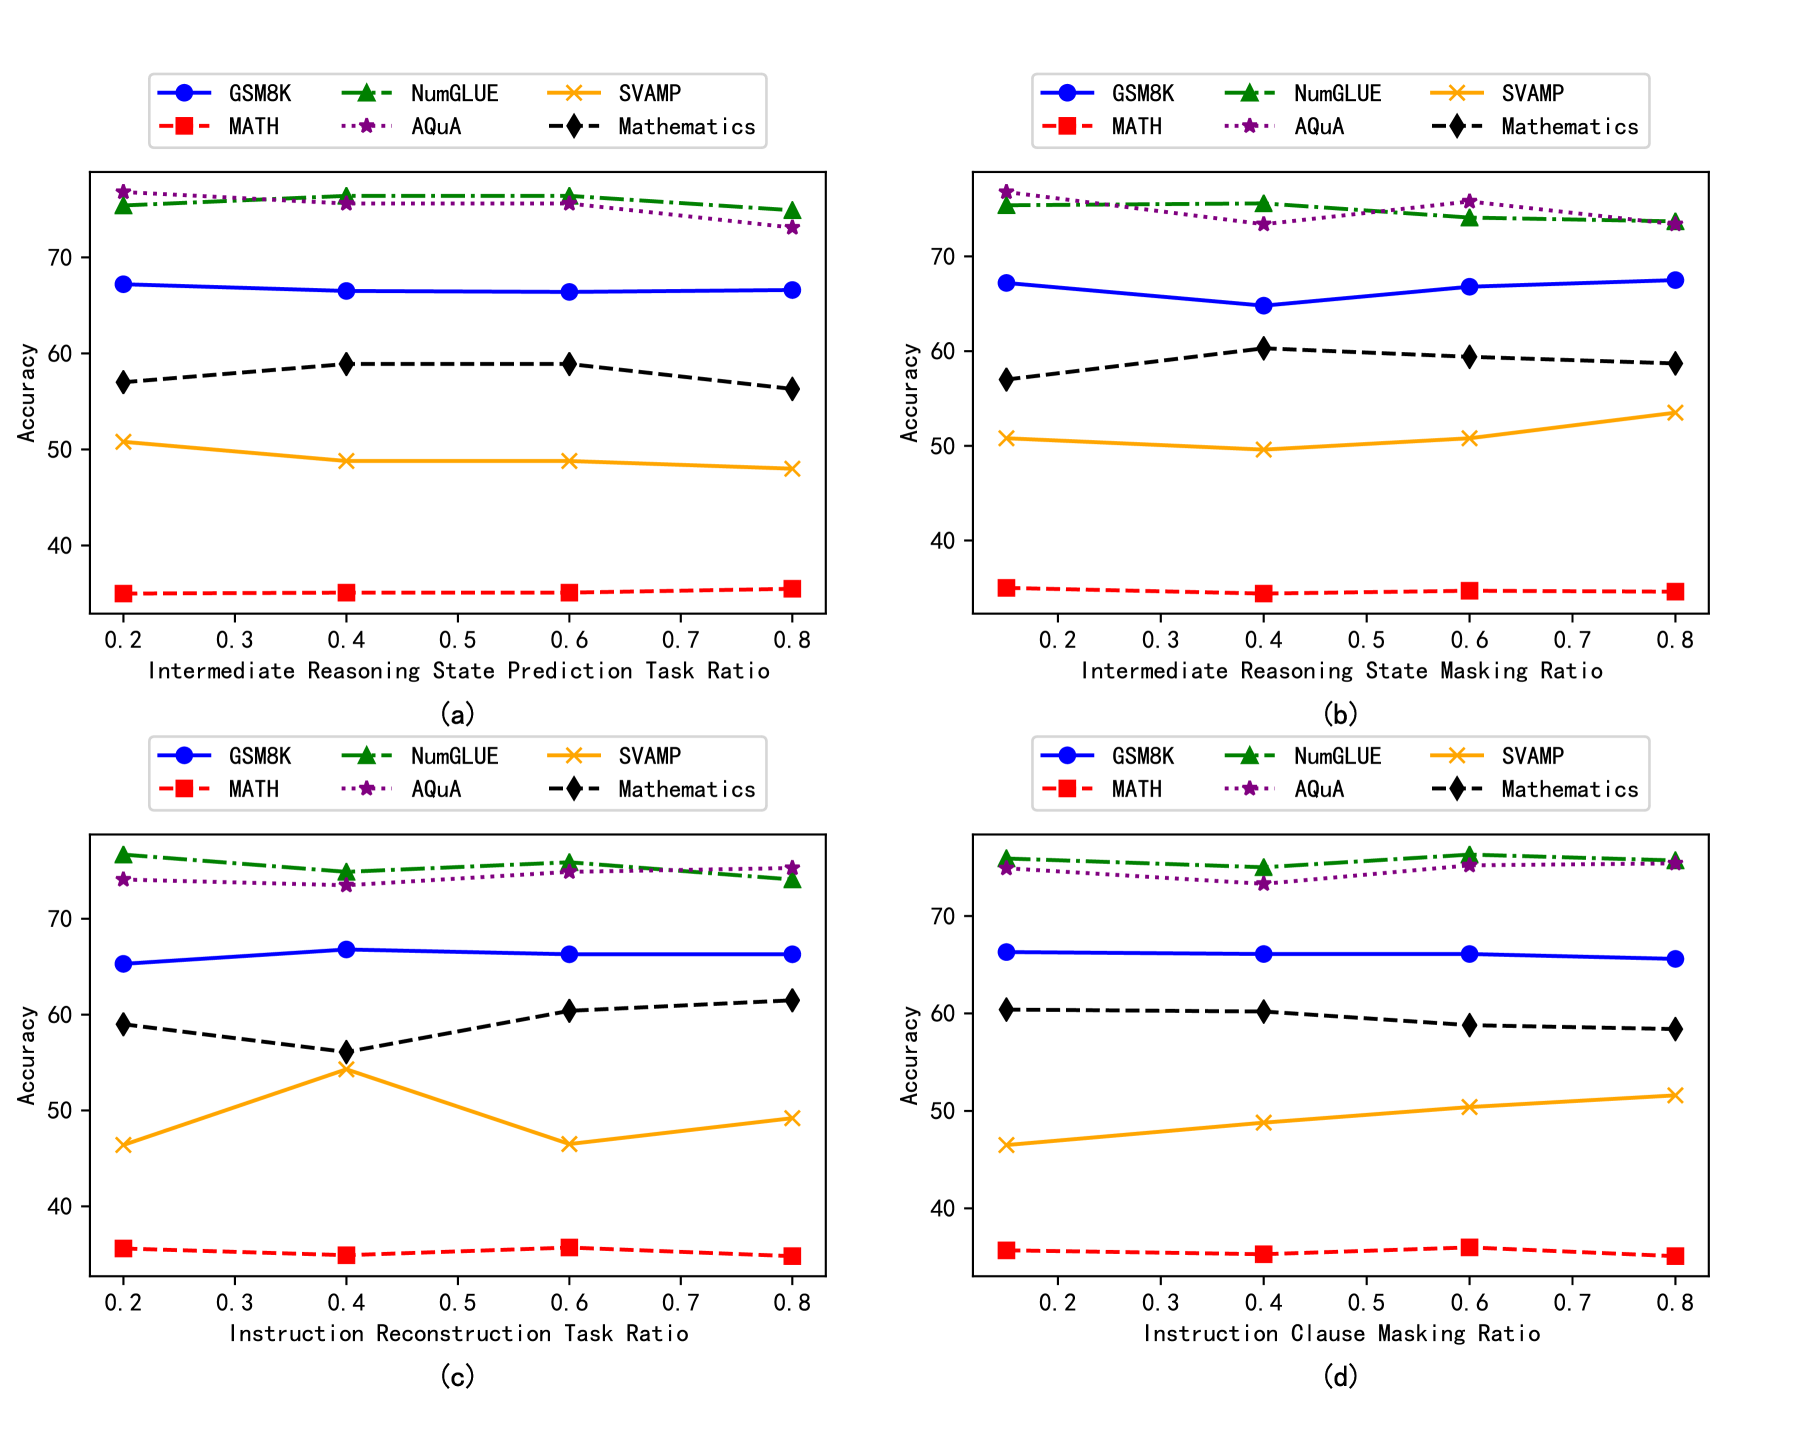 GSM8K NumGLUE SVAMP
MATH AQuA Mathematics
GSM8K NumGLUE SVAMP
MATH AQuA Mathematics
70
60
50
40
Accuracy
0.2 0.3 0.4 0.5 0.6 0.7 0.8
Intermediate Reasoning State Prediction Task Ratio
(a)
70
60
50
40
Accuracy
0.2 0.3 0.4 0.5 0.6 0.7 0.8
Intermediate Reasoning State Masking Ratio
(b)
GSM8K NumGLUE SVAMP
MATH AQuA Mathematics
GSM8K NumGLUE SVAMP
MATH AQuA Mathematics
70
60
50
40
Accuracy
0.2 0.3 0.4 0.5 0.6 0.7 0.8
Instruction Reconstruction Task Ratio
(c)
70
60
50
40
Accuracy
0.2 0.3 0.4 0.5 0.6 0.7 0.8
Instruction Clause Masking Ratio
(d)